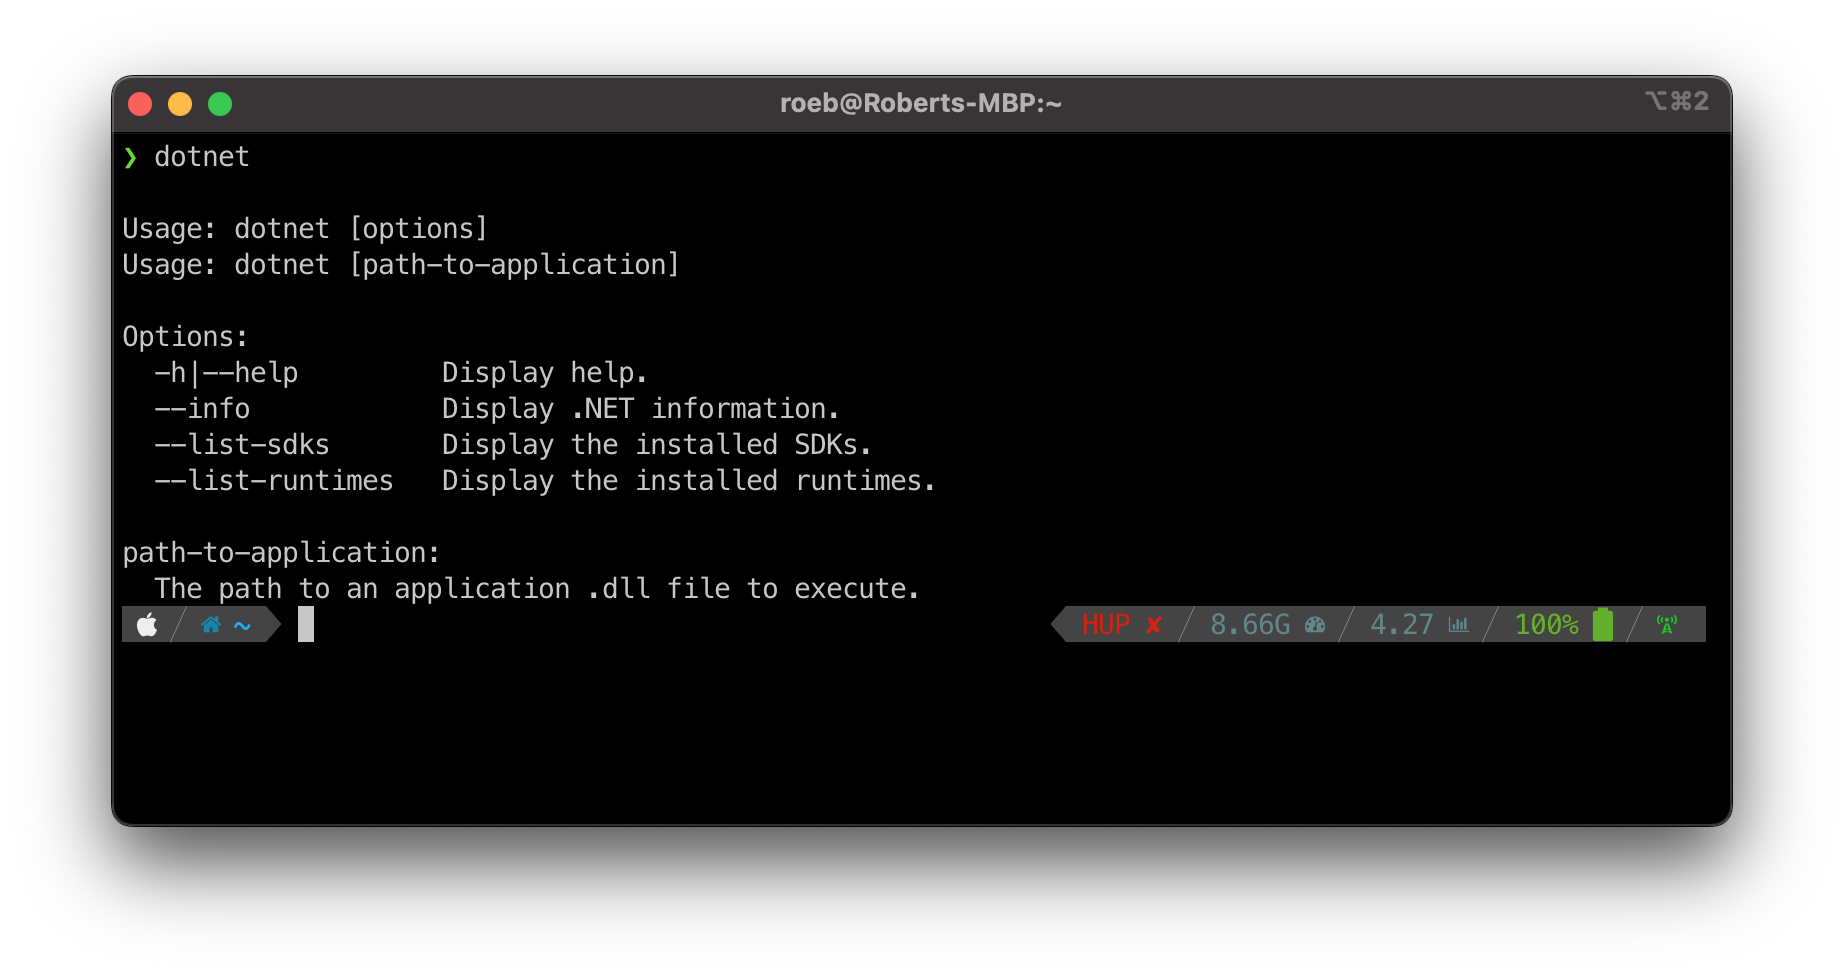 roeb@Roberts-MBP:~
⌥⌘2
❯ dotnet
Usage: dotnet [options]
Usage: dotnet [path-to-application]
Options:
-h|--help Display help.
--info Display .NET information.
--list-sdks Display the installed SDKs.
--list-runtimes Display the installed runtimes.
path-to-application:
The path to an application .dll file to execute.
~ HUP ✘ 8.66G 4.27 100%